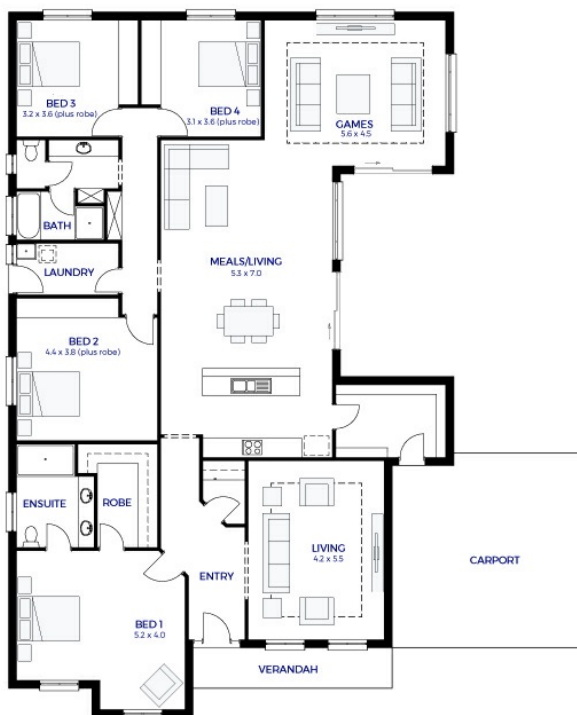 BED 3
3.2 x 3.6 (plus robe)
BED 4
3.1 x 3.6 (plus robe)
GAMES
5.6 x 4.5
BATH
LAUNDRY
MEALS/LIVING
5.3 x 7.0
BED 2
4.4 x 3.8 (plus robe)
ENSUITE
ROBE
LIVING
4.2 x 5.5
ENTRY
CARPORT
BED 1
5.2 x 4.0
VERANDAH